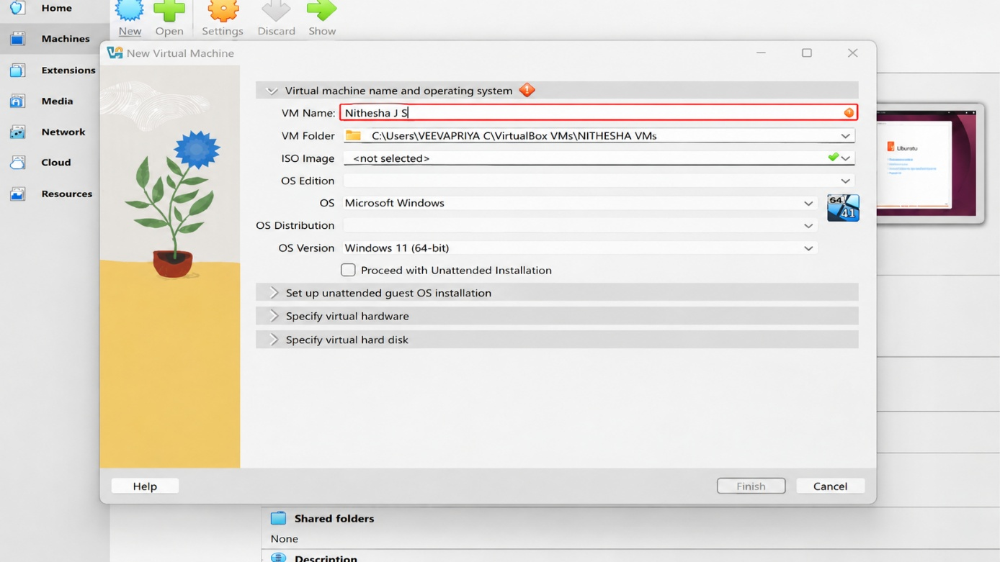 Home
New Open Settings Discard Show
Machines
New Virtual Machine
Extensions
Virtual machine name and operating system
Media
VM Name: Nithesha J S
Network
VM Folder C:\Users\VEEVAPRIYA C\VirtualBox VMs\NITHESHA VMs
Cloud
ISO Image <not selected>
Resources
OS Edition
OS Microsoft Windows
64
41
OS Distribution
OS Version Windows 11 (64-bit)
Proceed with Unattended Installation
Set up unattended guest OS installation
Specify virtual hardware
Specify virtual hard disk
Help Finish Cancel
Shared folders
None
Description